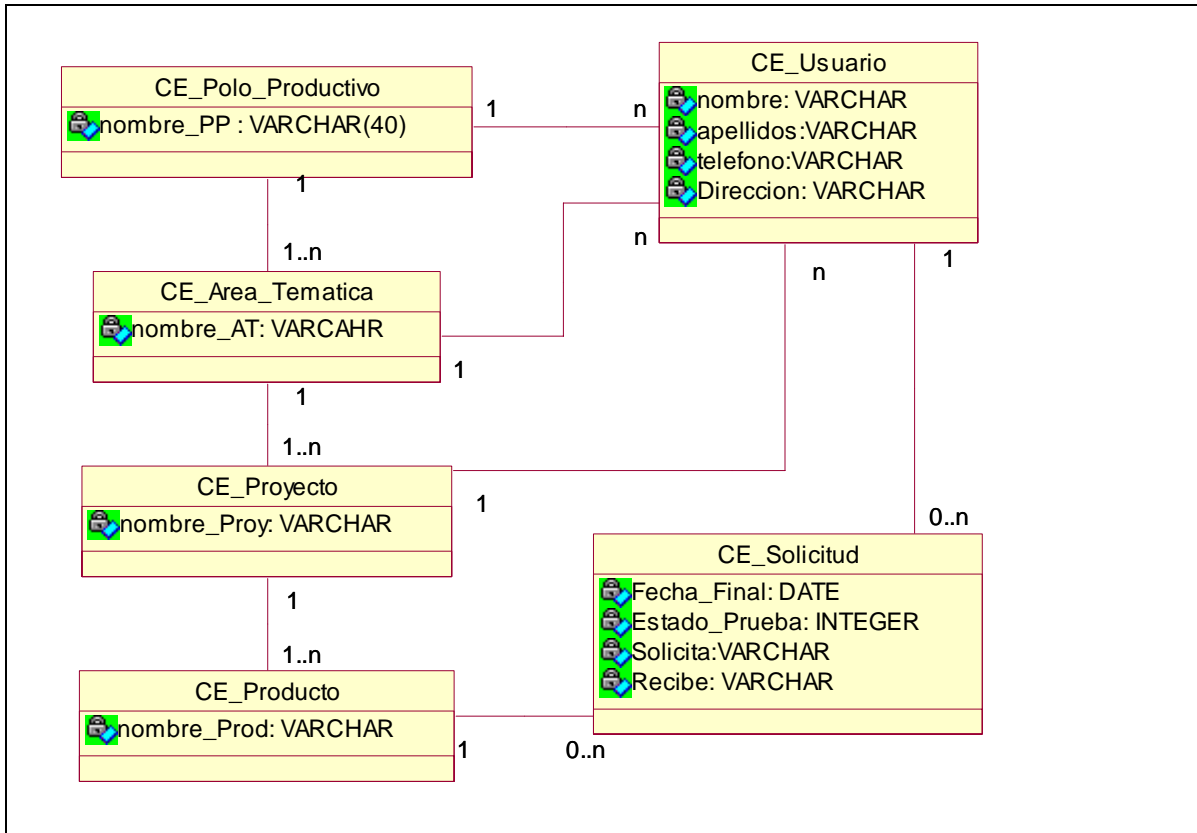 CE_Polo_Productivo
nombre_PP : VARCHAR(40)
1
n
CE_Usuario
nombre: VARCHAR
apellidos:VARCHAR
telefono:VARCHAR
Direccion: VARCHAR
1
1..n
n
n
1
CE_Area_Tematica
nombre_AT: VARCAHR
1
1
1..n
CE_Proyecto
nombre_Proy: VARCHAR
1
0..n
CE_Solicitud
Fecha_Final: DATE
Estado_Prueba: INTEGER
Solicita:VARCHAR
Recibe: VARCHAR
1
1..n
CE_Producto
nombre_Prod: VARCHAR
1
0..n